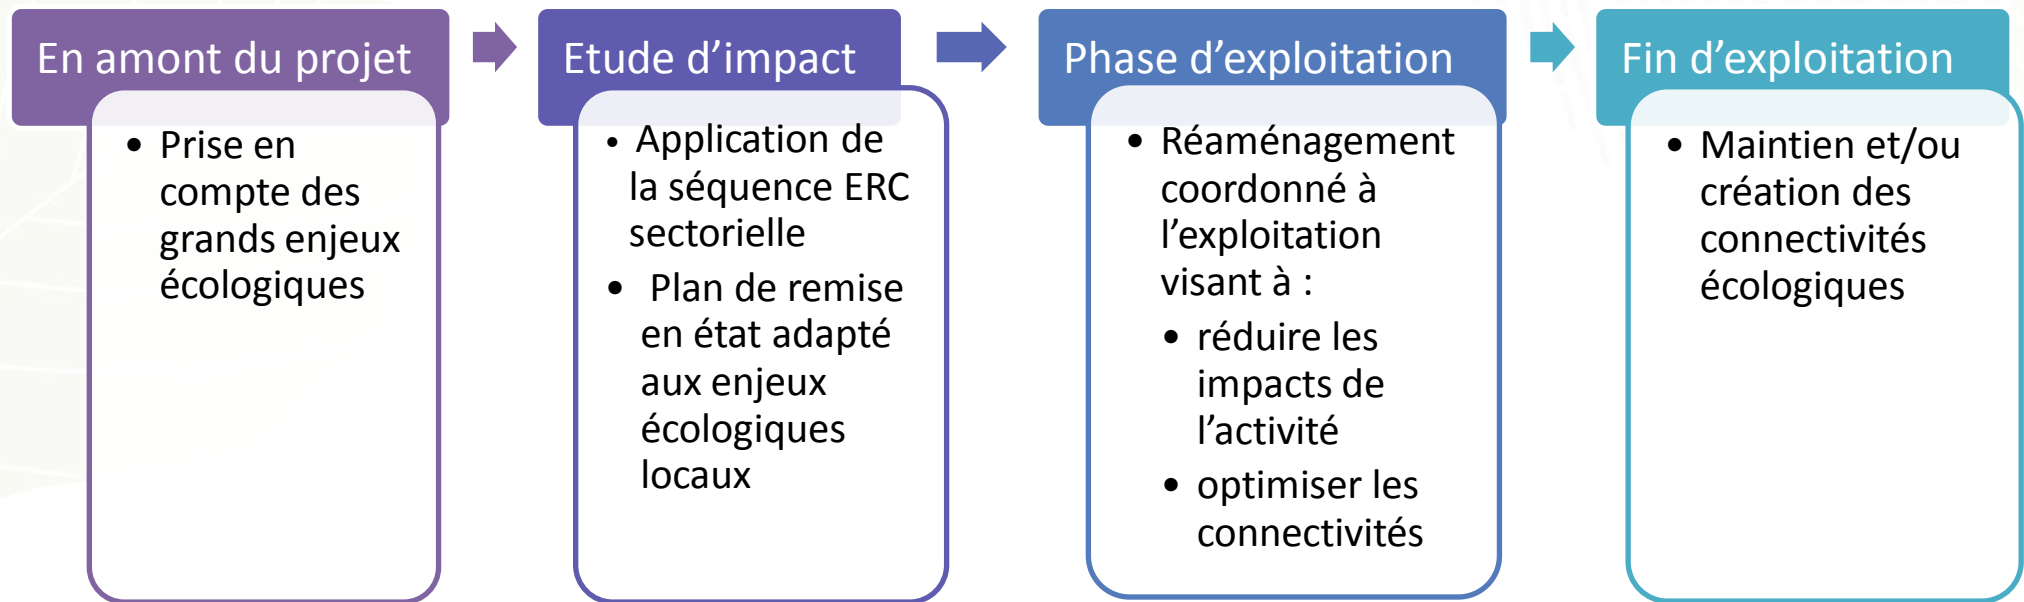 En amont du projet
• Prise en
compte des
grands enjeux
écologiques
Etude d’impact
• Application de
la séquence ERC
sectorielle
• Plan de remise
en état adapté
aux enjeux
écologiques
locaux
Phase d’exploitation
• Réaménagement
coordonné à
l’exploitation
visant à :
• réduire les
impacts de
l’activité
• optimiser les
connectivités
Fin d’exploitation
• Maintien et/ou
création des
connectivités
écologiques